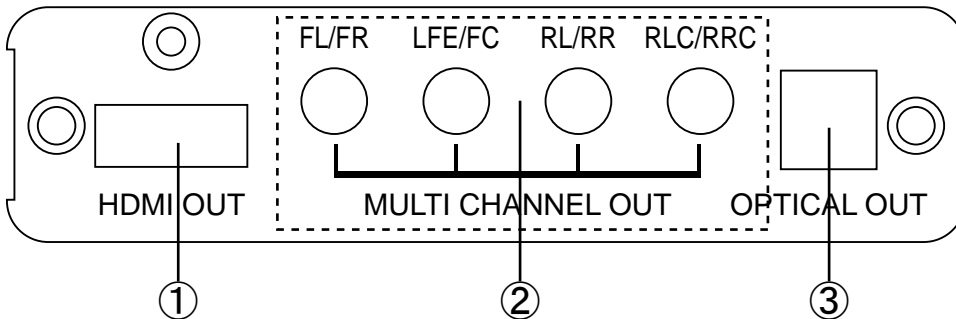 FL/FR LFE/FC RL/RR RLC/RRC
HDMI OUT MULTI CHANNEL OUT OPTICAL OUT
① ② ③